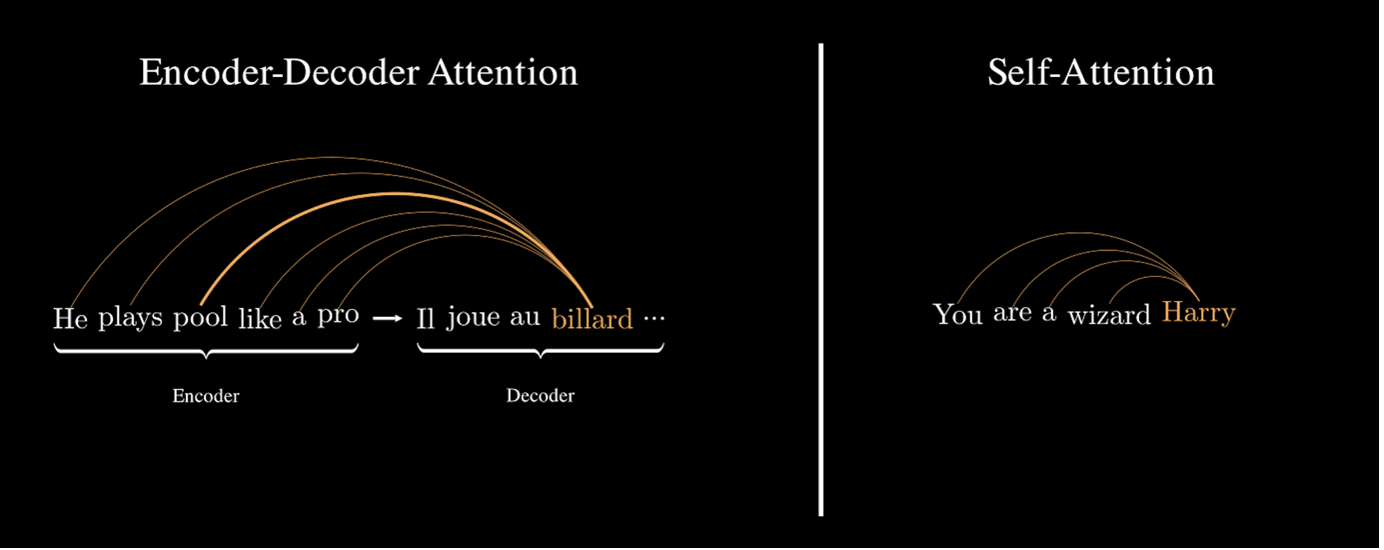 Encoder-Decoder Attention
He plays pool like a pro → Il joue au billard ...
Encoder
Decoder
Self-Attention
You are a wizard Harry